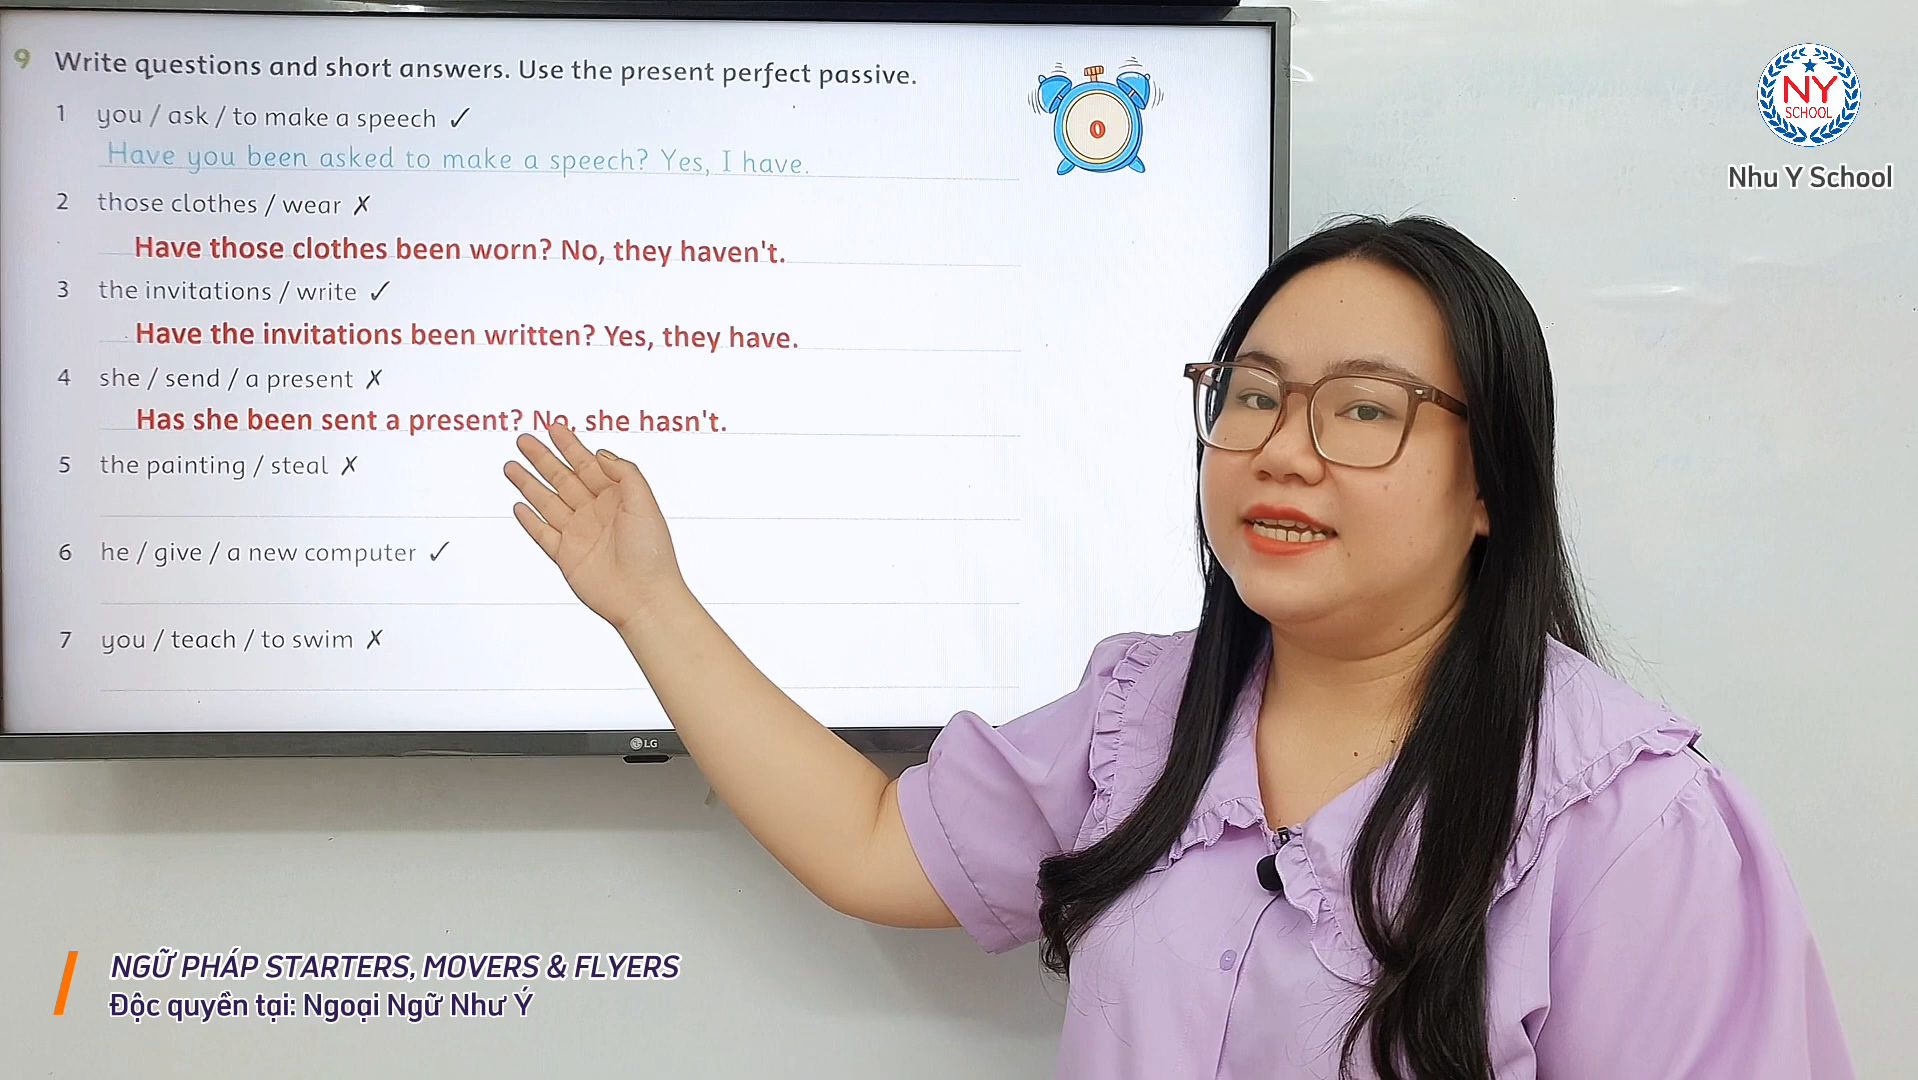 9 Write questions and short answers. Use the present perfect passive.
1 you / ask / to make a speech ✓
Have you been asked to make a speech? Yes, I have.
2 those clothes / wear ✗
Have those clothes been worn? No, they haven't.
3 the invitations / write ✓
Have the invitations been written? Yes, they have.
4 she / send / a present ✗
Has she been sent a present? No, she hasn't.
5 the painting / steal ✗
6 he / give / a new computer ✓
7 you / teach / to swim ✗
0
LG
NY
SCHOOL
Nhu Y School
NGỮ PHÁP STARTERS, MOVERS & FLYERS
Độc quyền tại: Ngoại Ngữ Như Ý